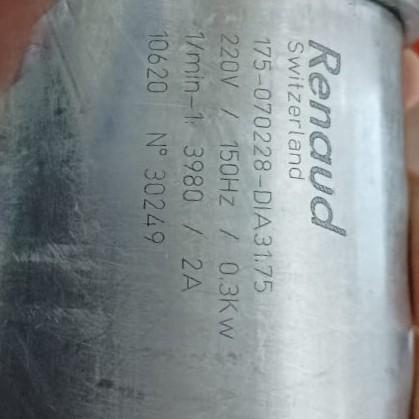 Renaud
Switzerland
175-070228-DIA31.75
220V / 150Hz / 0.3Kw
1/min-1: 3980 / 2A
10620 N° 30249